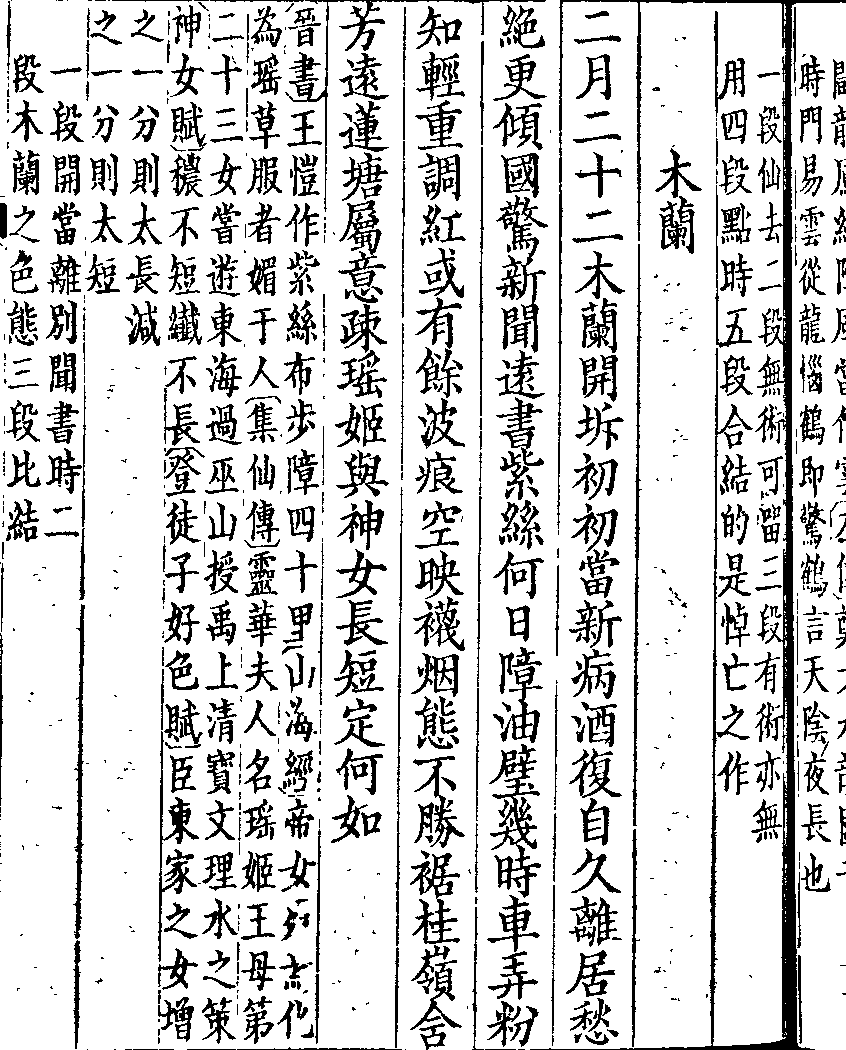 時門易雲從龍惱鶴即驚鶴言天陰夜長也
一段仙去二段無術可留三段有術亦無
用四段點時五段合結的是悼亡之作
木蘭
二月二十二木蘭開坼初初當新病酒復自久離居愁
絶更傾國驚新聞遠書紫絲何日障油壁幾時車弄粉
知輕重調紅或有餘波痕空映襪烟態不勝裾桂嶺含
芳遠蓮塘屬意疎瑶姬與神女長短定何如
晉書王愷作紫絲布步障四十里山海經帝女
為瑶草服者媚于人集仙傳靈華夫人名瑶姬王母第
二十三女嘗遊東海過巫山授禹上清寶文理水之策
神女賦穠不短纖不長登徒子好色賦臣東家之女增
之一分則太長減
之一分則太短
一段開當離別聞書時二
段木蘭之色態三段比結